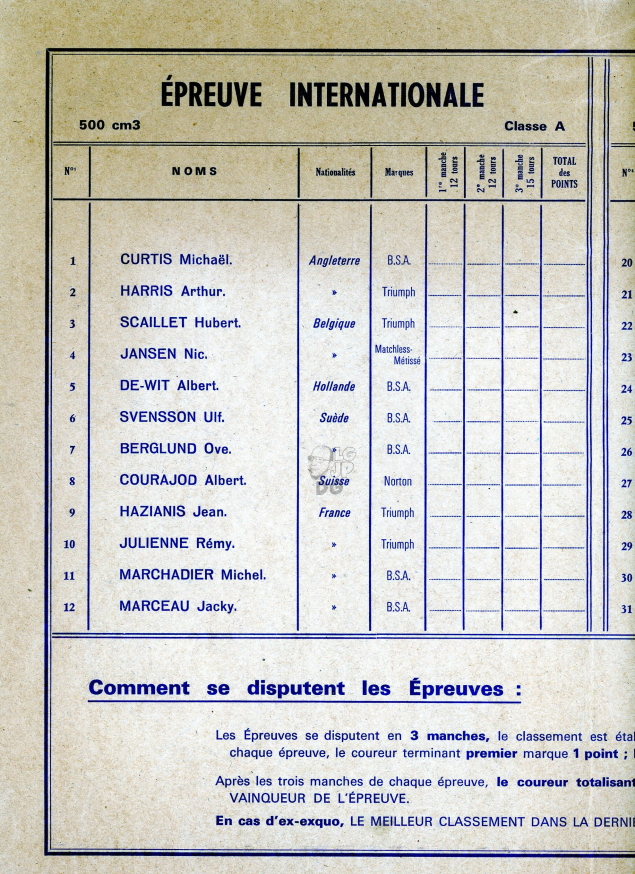 ÉPREUVE INTERNATIONALE
500 cm3 Classe A
Nos NOMS Nationalités Marques 1re manche 12 tours 2e manche 12 tours 3e manche 15 tours TOTAL des POINTS Nos
1 CURTIS Michaël. Angleterre B.S.A. 20
2 HARRIS Arthur. » Triumph 21
3 SCAILLET Hubert. Belgique Triumph 22
4 JANSEN Nic. » Matchless-Métissé 23
5 DE-WIT Albert. Hollande B.S.A. 24
6 SVENSSON Ulf. Suède B.S.A. 25
7 BERGLUND Ove. » B.S.A. 26
8 COURAJOD Albert. Suisse Norton 27
9 HAZIANIS Jean. France Triumph 28
10 JULIENNE Rémy. » Triumph 29
11 MARCHADIER Michel. » B.S.A. 30
12 MARCEAU Jacky. » B.S.A. 31
Comment se disputent les Épreuves :
Les Épreuves se disputent en 3 manches, le classement est étal
chaque épreuve, le coureur terminant premier marque 1 point ;
Après les trois manches de chaque épreuve, le coureur totalisant
VAINQUEUR DE L'ÉPREUVE.
En cas d'ex-exquo, LE MEILLEUR CLASSEMENT DANS LA DERNIE